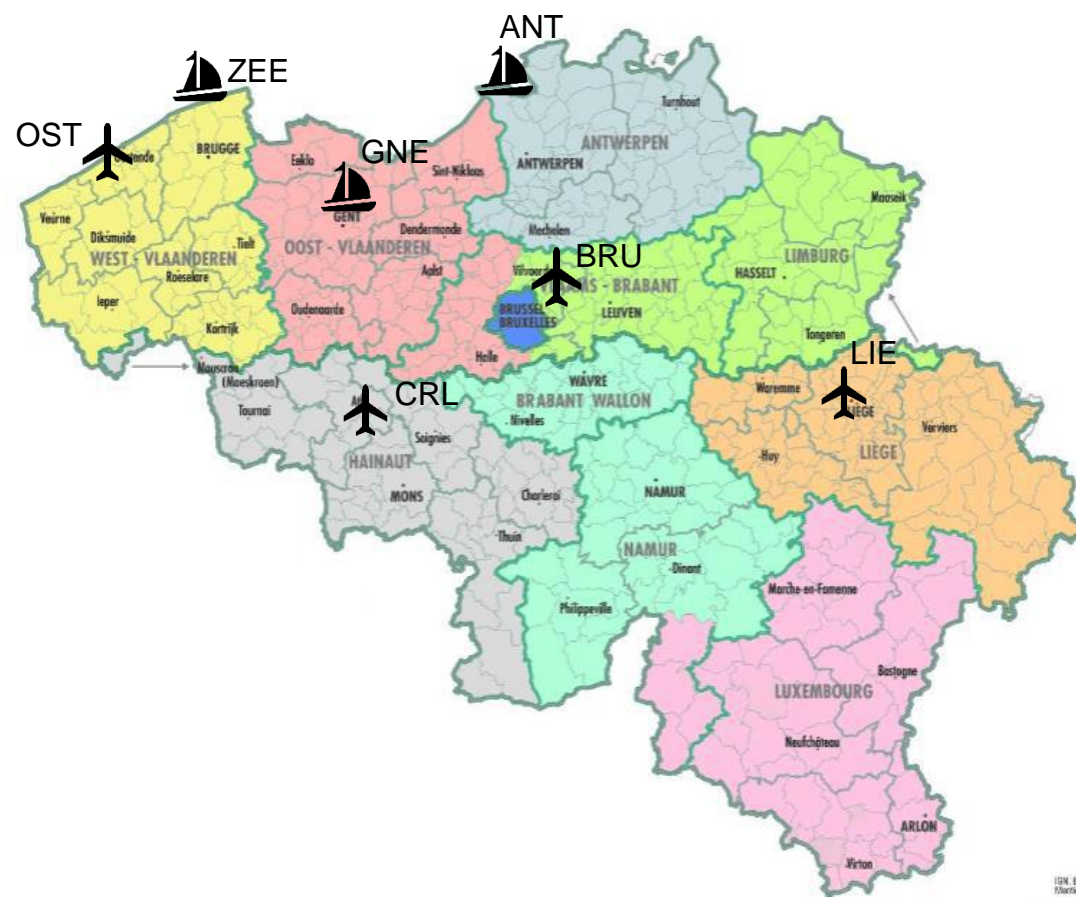 ANT
ZEE
OST
GNE
BRU
CRL
LIE
Turnhout
ANTWERPEN
ANTWERPEN
BRUGGE
Eeklo
Sint-Niklaas
Maaseik
Veurne
GENT
Dendermonde
Mechelen
Diksmuide
Tielt
WEST - VLAANDEREN
OOST - VLAANDEREN
LIMBURG
Roeselare
Aalst
HASSELT
Ieper
Oudenaarde
BRUSSEL
BRUXELLES
LEUVEN
Kortrijk
Halle
Tongeren
(Moeskroen)
WAVRE
Waremme
BRABANT WALLON
Tournai
Nivelles
Soignies
Verviers
HAINAUT
Huy
LIÈGE
MONS
Charleroi
NAMUR
Thuin
NAMUR
Dinant
Philippeville
Marche-en-Famenne
Bastogne
LUXEMBOURG
Neufchâteau
ARLON
Virton